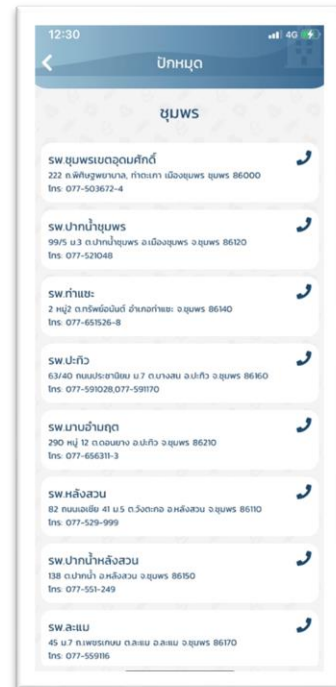 12:30
4G
ปักหมุด
ชุมพร
รพ.ชุมพรเขตอุดมศักดิ์
222 ถ.พิศิษฐพยาบาล, ท่าตะเภา เมืองชุมพร ชุมพร 86000
โทร: 077-503672-4
รพ.ปากน้ำชุมพร
99/5 ม.3 ต.ปากน้ำชุมพร อ.เมืองชุมพร จ.ชุมพร 86120
โทร: 077-521048
รพ.ท่าแซะ
2 หมู่2 ต.ทรัพย์อนันต์ อำเภอท่าแซะ จ.ชุมพร 86140
โทร: 077-651526-8
รพ.ปะทิว
63/40 ถนนประชานิยม ม.7 ต.บางสน อ.ปะทิว จ.ชุมพร 86160
โทร: 077-591028,077-591170
รพ.มาบอำมฤต
290 หมู่ 12 ต.ดอนยาง อ.ปะทิว จ.ชุมพร 86210
โทร: 077-656311-3
รพ.หลังสวน
82 ถนนเอเชีย 41 ม.5 ต.วังตะกอ อ.หลังสวน จ.ชุมพร 86110
โทร: 077-529-999
รพ.ปากน้ำหลังสวน
138 ต.ปากน้ำ อ.หลังสวน จ.ชุมพร 86150
โทร: 077-551-249
รพ.ละแม
45 ม.7 ถ.เพชรเกษม ต.ละแม อ.ละแม จ.ชุมพร 86170
โทร: 077-559116